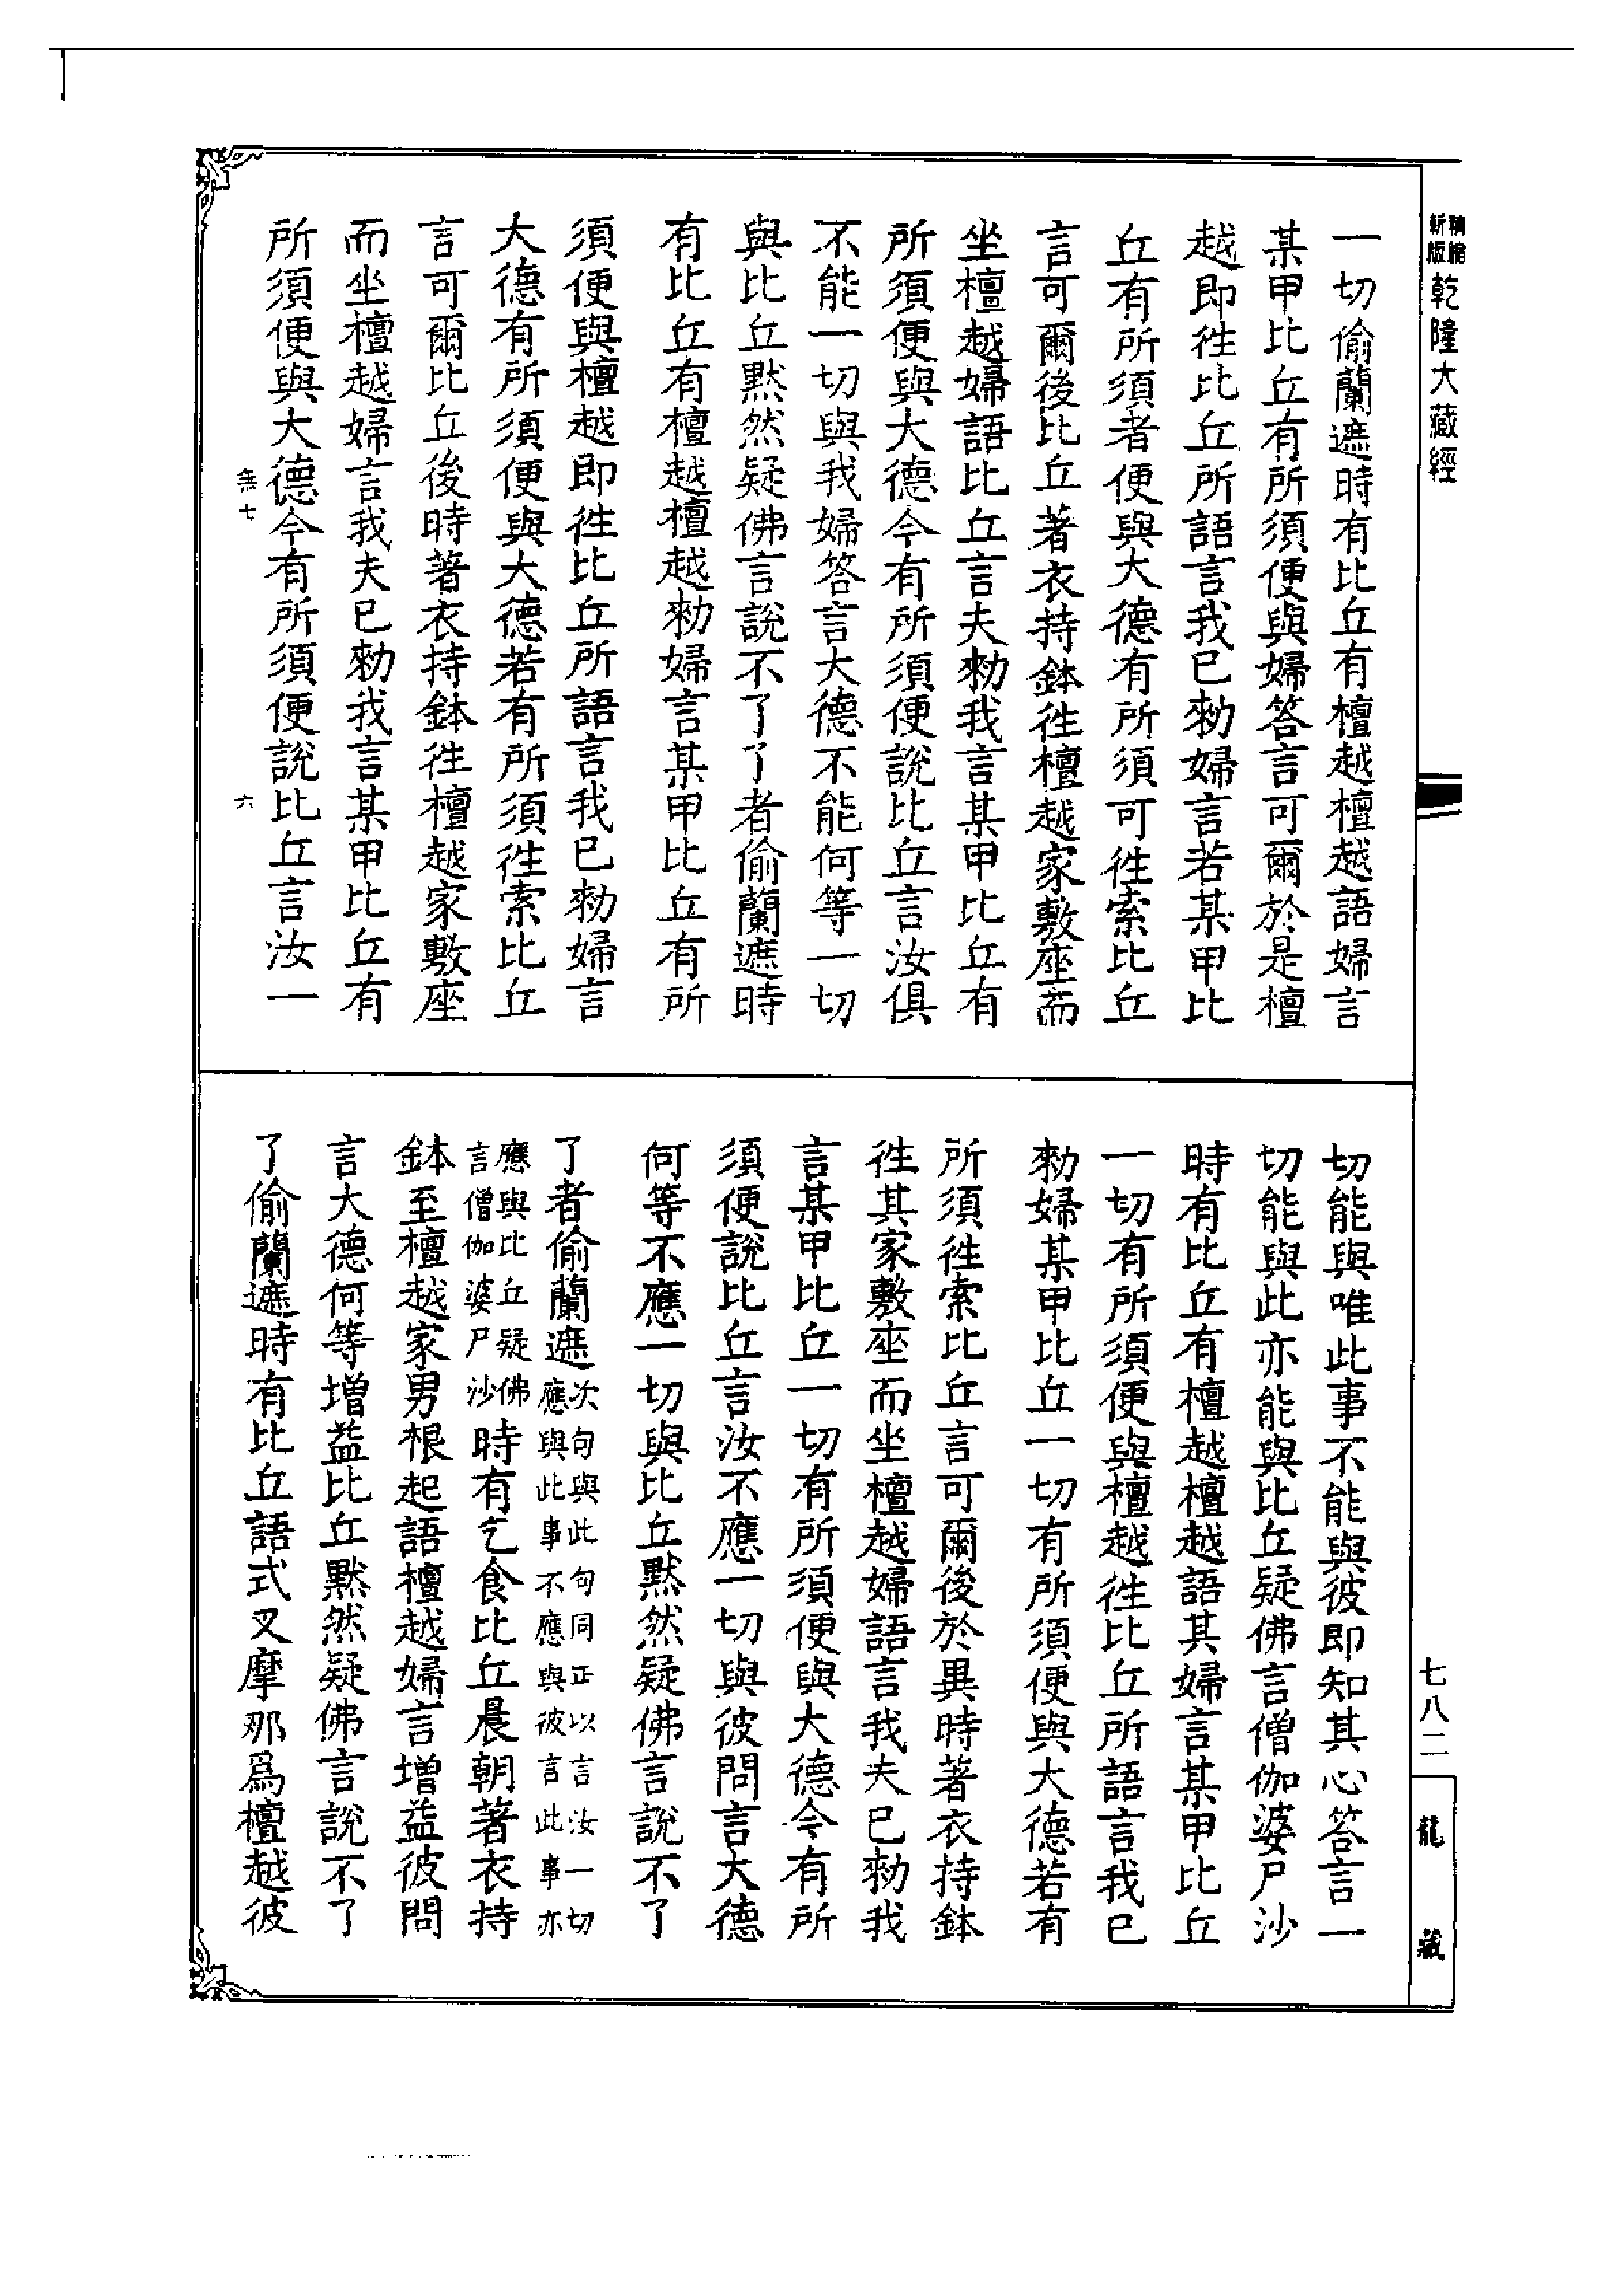 精縮
新版
乾隆大藏經
一切偷蘭遮時有比丘有檀越檀越語婦言
某甲比丘有所須便與婦答言可爾於是檀
越即徃比丘所語言我已勑婦言若某甲比
丘有所須者便與大德有所須可徃索比丘
言可爾後比丘著衣持鉢徃檀越家敷座而
坐檀越婦語比丘言夫勑我言某甲比丘有
所須便與大德今有所須便說比丘言汝俱
不能一切與我婦答言大德不能何等一切
與比丘默然疑佛言說不了了者偷蘭遮時
有比丘有檀越檀越勑婦言某甲比丘有所
須便與檀越即徃比丘所語言我已勑婦言
大德有所須便與大德若有所須徃索比丘
言可爾比丘後時著衣持鉢徃檀越家敷座
而坐檀越婦言我夫已勑我言某甲比丘有
所須便與大德今有所須便說比丘言汝一
無七 六
切能與唯此事不能與彼即知其心答言一
切能與此亦能與比丘疑佛言僧伽婆尸沙
時有比丘有檀越檀越語其婦言某甲比丘
一切有所須便與檀越徃比丘所語言我已
勑婦某甲比丘一切有所須便與大德若有
所須徃索比丘言可爾後於異時著衣持鉢
徃其家敷座而坐檀越婦語言我夫已勑我
言某甲比丘一切有所須便與大德今有所
須便說比丘言汝不應一切與彼問言大德
何等不應一切與比丘默然疑佛言說不了
了者偷蘭遮次句與此句同正以言汝一切
應與此事不應與彼言此事亦
應與比丘疑佛
言僧伽婆尸沙時有乞食比丘晨朝著衣持
鉢至檀越家男根起語檀越婦言增益彼問
言大德何等增益比丘默然疑佛言說不了
了偷蘭遮時有比丘語式叉摩那爲檀越彼
七八二
龍藏